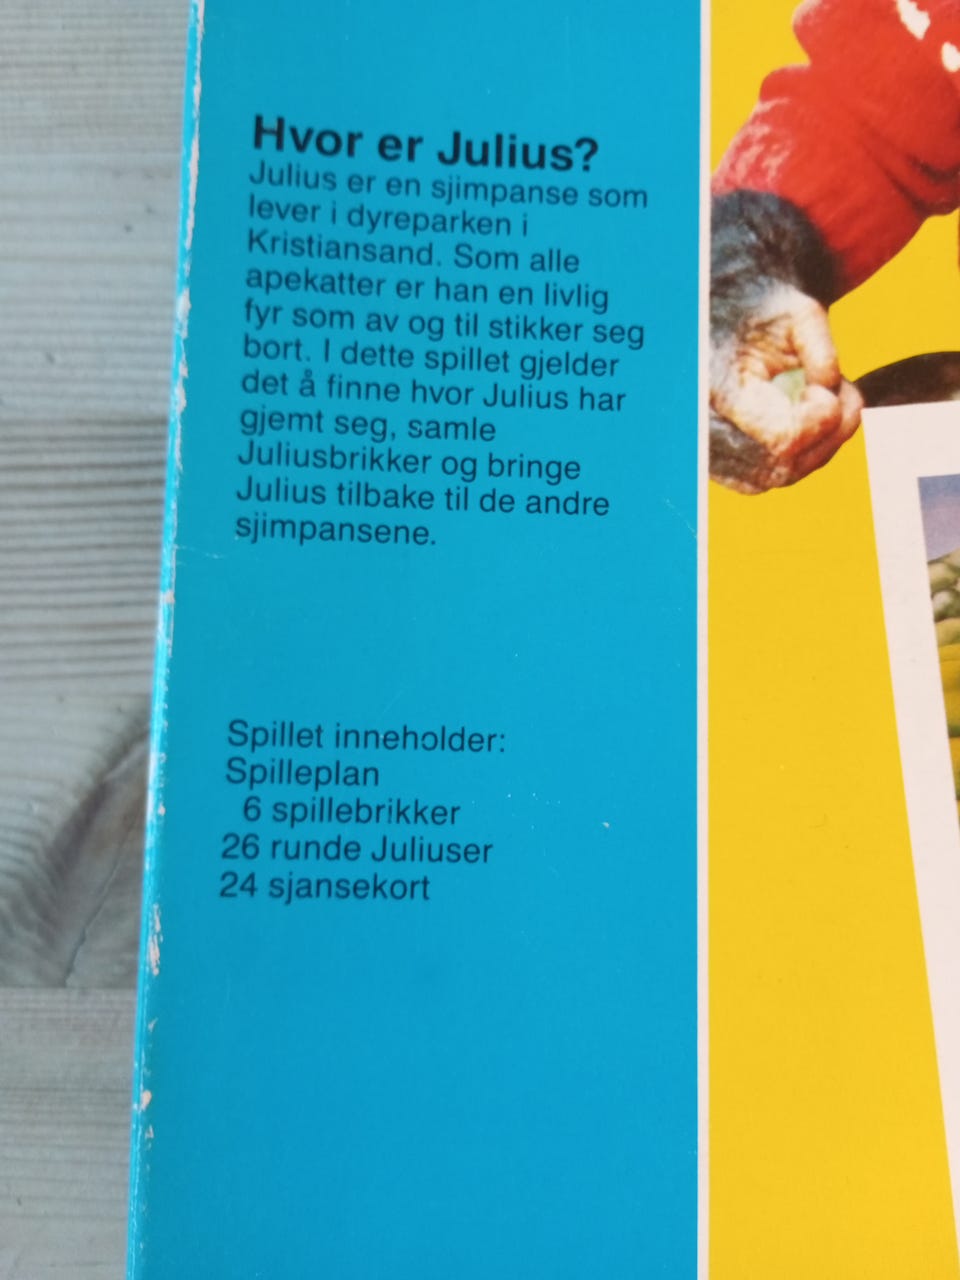 Hvor er Julius?
Julius er en sjimpanse som
lever i dyreparken i
Kristiansand. Som alle
apekatter er han en livlig
fyr som av og til stikker seg
bort. I dette spillet gjelder
det å finne hvor Julius har
gjemt seg, samle
Juliusbrikker og bringe
Julius tilbake til de andre
sjimpansene.
Spillet inneholder:
Spilleplan
6 spillebrikker
26 runde Juliuser
24 sjansekort